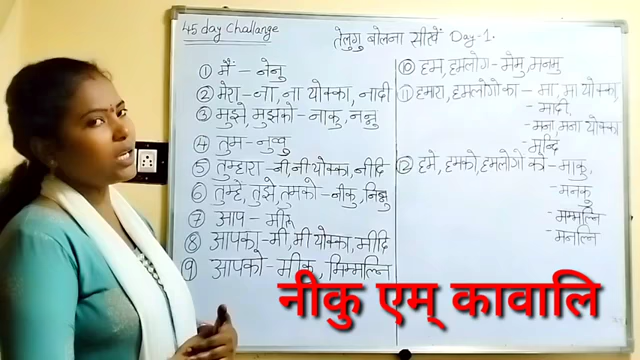 45 day Challange
तेलुगु बोलना सीखें Day-1.
① मैं - नेनु
② मेरा - ना, ना योक्का, नादी
③ मुझे, मुझको - नाकु, नन्नु
④ तुम - नुव्वु
⑤ तुम्हारा - नी, नी योक्का, नीदि
⑥ तुम्हे, तुझे, तुमको - नीकु, निन्नु
⑦ आप - मीरु
⑧ आपका - मी, मी योक्का, मीदि
⑨ आपको - मीकु, मिम्मल्नि
⑩ हम, हमलोग - मेमु, मनमु
⑪ हमारा, हमलोगो का - मा, मा योक्का,
- मादी,
- मना, मना योक्का
- मन्दि
⑫ हमे, हमको, हमलोगो को - माकु,
- मनकु
- मम्मल्नि
- मनल्नि
नीकु एम् कावालि